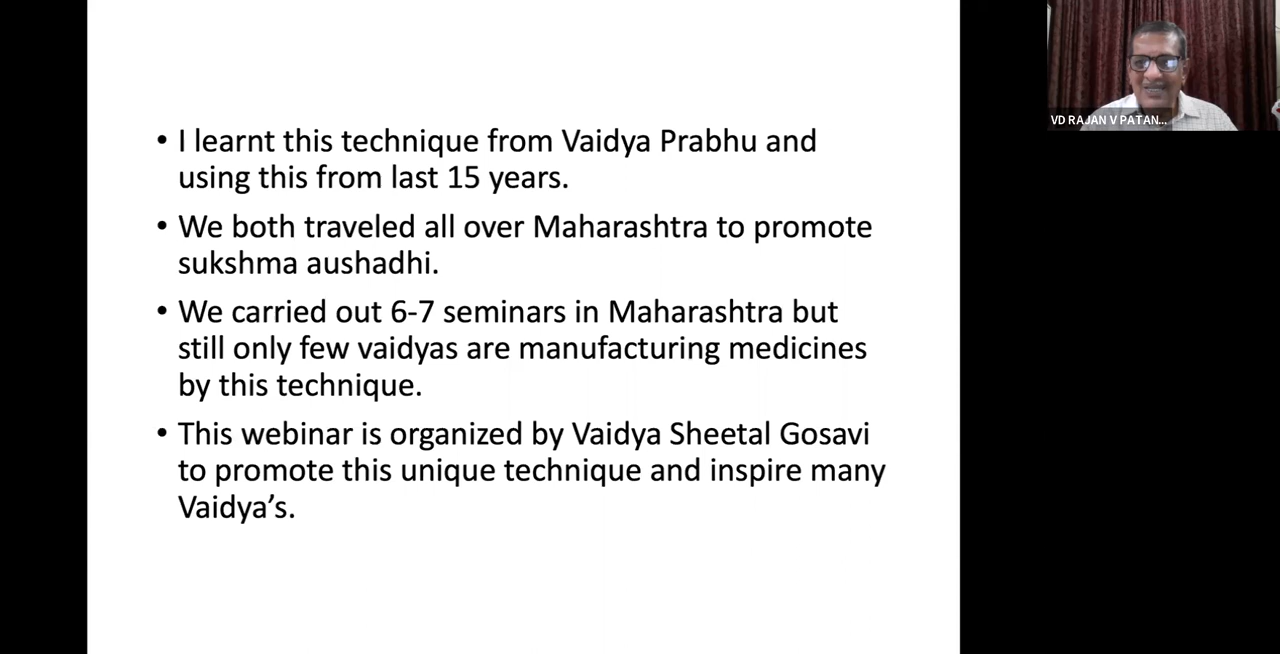 • I learnt this technique from Vaidya Prabhu and
using this from last 15 years.
• We both traveled all over Maharashtra to promote
sukshma aushadhi.
• We carried out 6-7 seminars in Maharashtra but
still only few vaidyas are manufacturing medicines
by this technique.
• This webinar is organized by Vaidya Sheetal Gosavi
to promote this unique technique and inspire many
Vaidya’s.
VD RAJAN V PATAN...